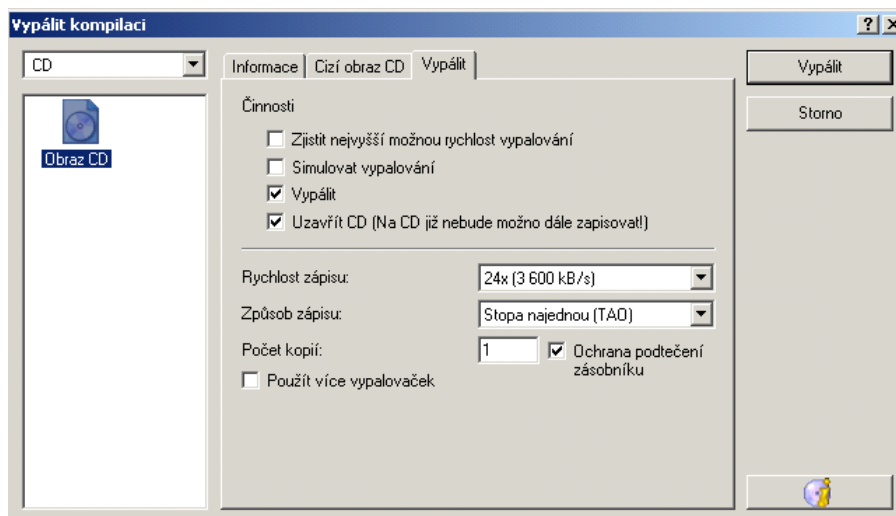 Vypálit kompilaci
CD
Obraz CD
Informace
Cizí obraz CD
Vypálit
Činnosti
Zjistit nejvyšší možnou rychlost vypalování
Simulovat vypalování
Vypálit
Uzavřít CD (Na CD již nebude možno dále zapisovat!)
Rychlost zápisu:
24x (3 600 kB/s)
Způsob zápisu:
Stopa najednou (TAO)
Počet kopií:
1
Ochrana podtečení
zásobníku
Použít více vypalovaček
Vypálit
Storno